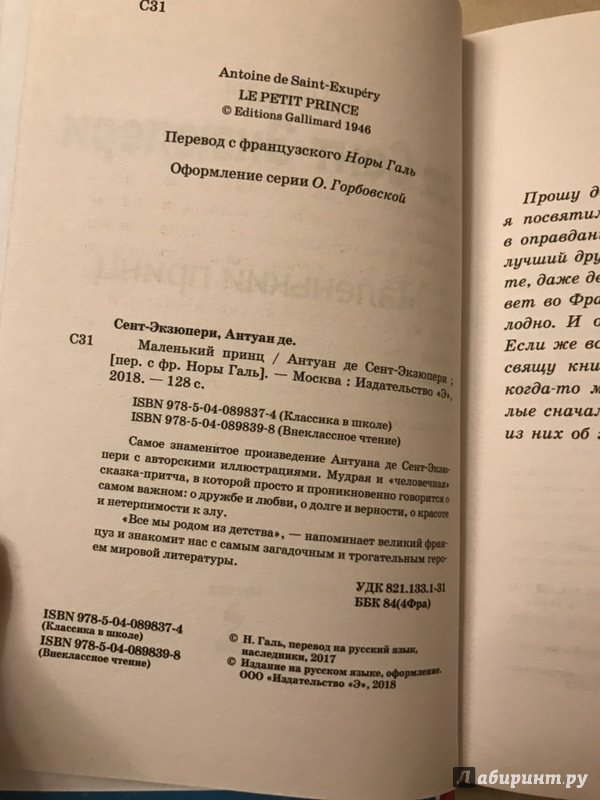 С31
Antoine de Saint-Exupéry
LE PETIT PRINCE
© Editions Gallimard 1946
Перевод с французского Норы Галь
Оформление серии О. Горбовской
Сент-Экзюпери, Антуан де.
С31
Маленький принц / Антуан де Сент-Экзюпери ;
[пер. с фр. Норы Галь]. — Москва : Издательство «Э»,
2018. — 128 с.
ISBN 978-5-04-089837-4 (Классика в школе)
ISBN 978-5-04-089839-8 (Внеклассное чтение)
Самое знаменитое произведение Антуана де Сент-Экзю-
пери с авторскими иллюстрациями. Мудрая и «человечная»
сказка-притча, в которой просто и проникновенно говорится о
самом важном: о дружбе и любви, о долге и верности, о красоте
и нетерпимости к злу.
«Все мы родом из детства», — напоминает великий фран-
цуз и знакомит нас с самым загадочным и трогательным геро-
ем мировой литературы.
УДК 821.133.1-31
ББК 84(4Фра)
ISBN 978-5-04-089837-4
(Классика в школе)
ISBN 978-5-04-089839-8
(Внеклассное чтение)
© Н. Галь, перевод на русский язык,
наследники, 2017
© Издание на русском языке, оформление.
ООО «Издательство «Э», 2018
Прошу д
я посвятил
в оправдан
лучший дру
те, даже де
вет во Фра
лодно. И о
Если же вс
свящу кни
когда-то м
лые сначал
из них об э
Лабиринт.ру